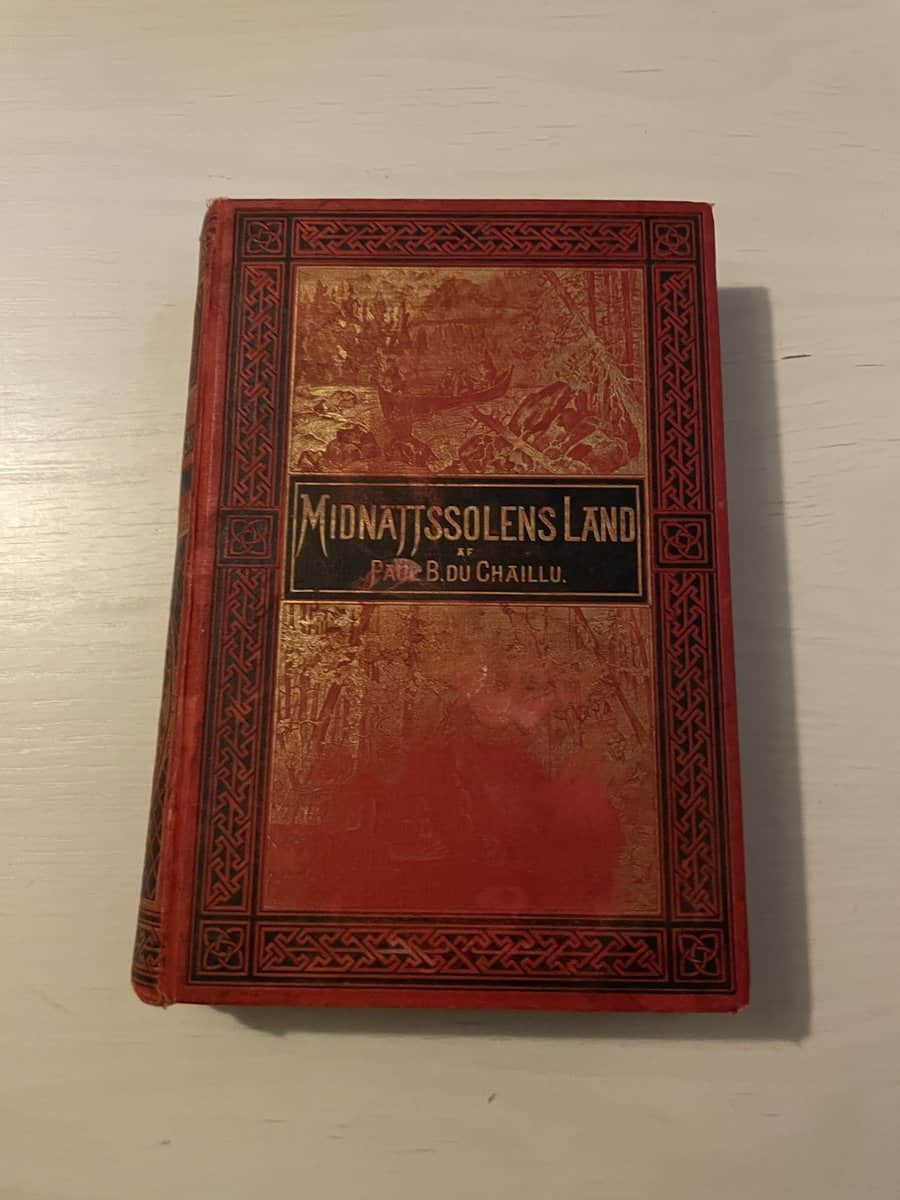 MIDNATTSSOLENS LAND
AF
PAUL B. DU CHAILLU.